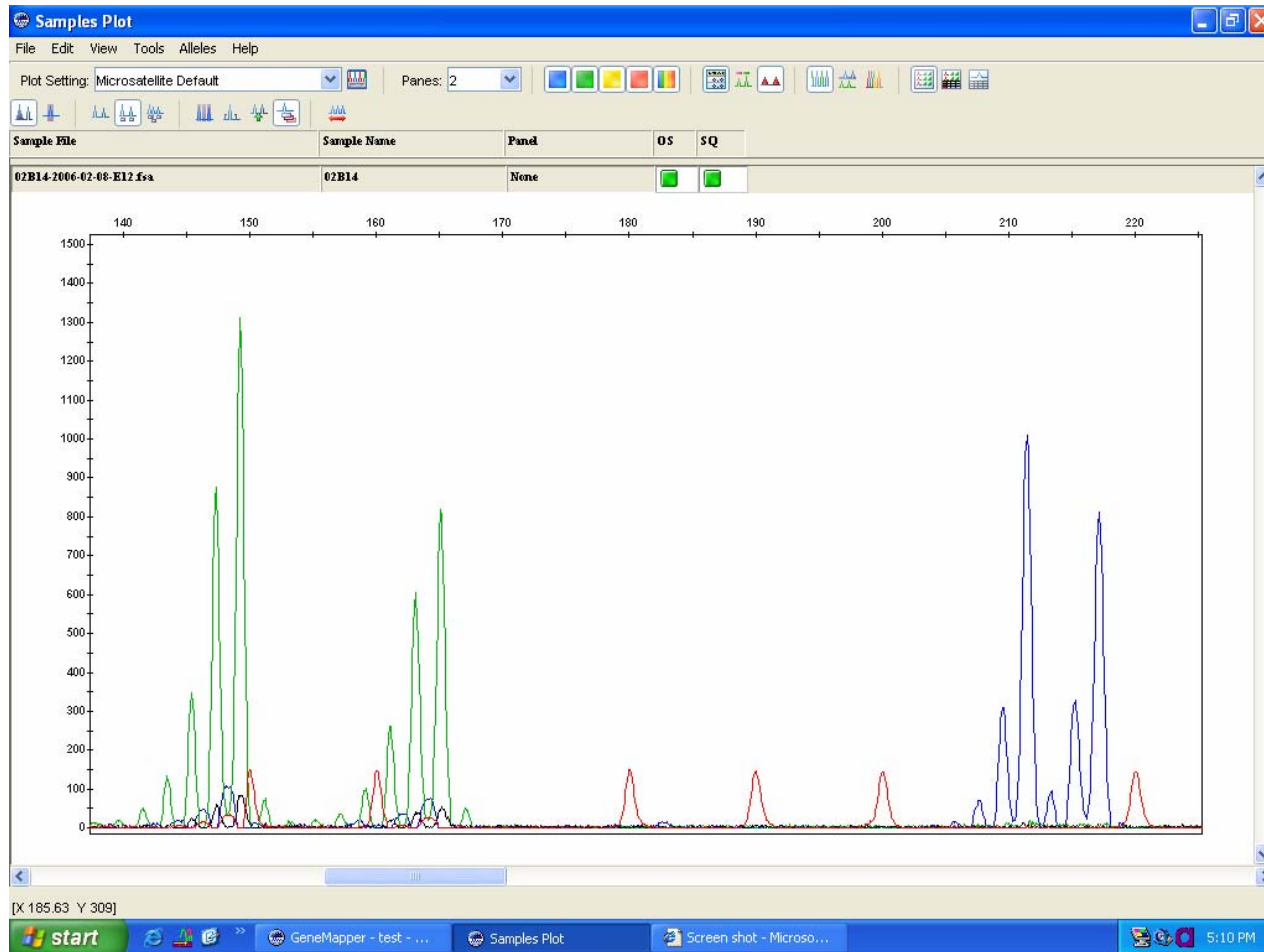 Samples Plot
File Edit View Tools Alleles Help
Plot Setting: Microsatellite Default Panes: 2
Sample File Sample Name Panel OS SQ
02B14-2006-02-08-E12.fsa 02B14 None
140 150 160 170 180 190 200 210 220
1500
1400
1300
1200
1100
1000
900
800
700
600
500
400
300
200
100
0
[X 185.63 Y 309]
start » GeneMapper - test - ... Samples Plot Screen shot - Microso... 5:10 PM